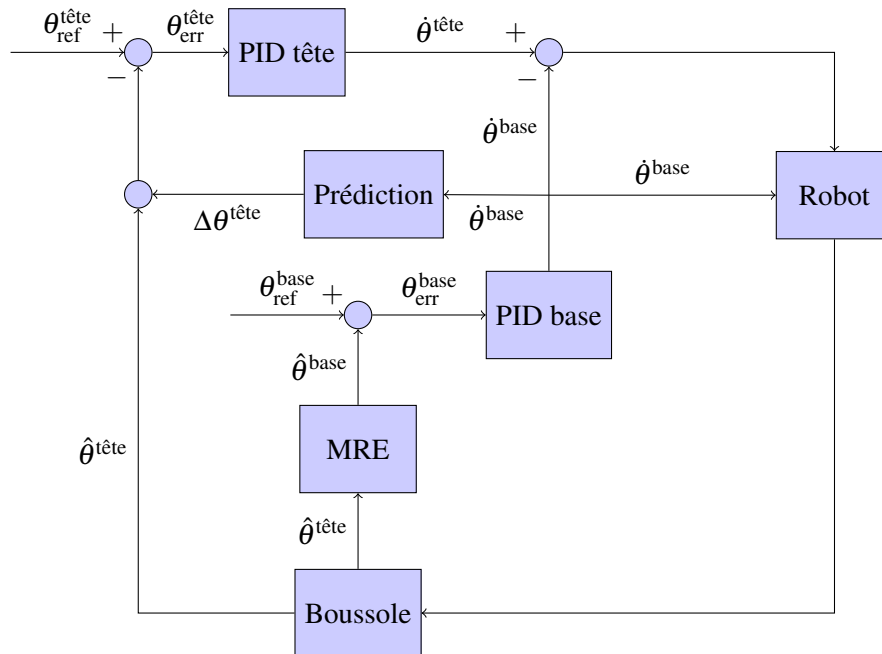 θ_ref^tête + θ_err^tête PID tête θ̇^tête + −
−
θ̇^base
Prédiction θ̇^base Robot
Δθ^tête θ̇^base
θ_ref^base + θ_err^base PID base
θ̂^base
MRE
θ̂^tête
θ̂^tête
Boussole